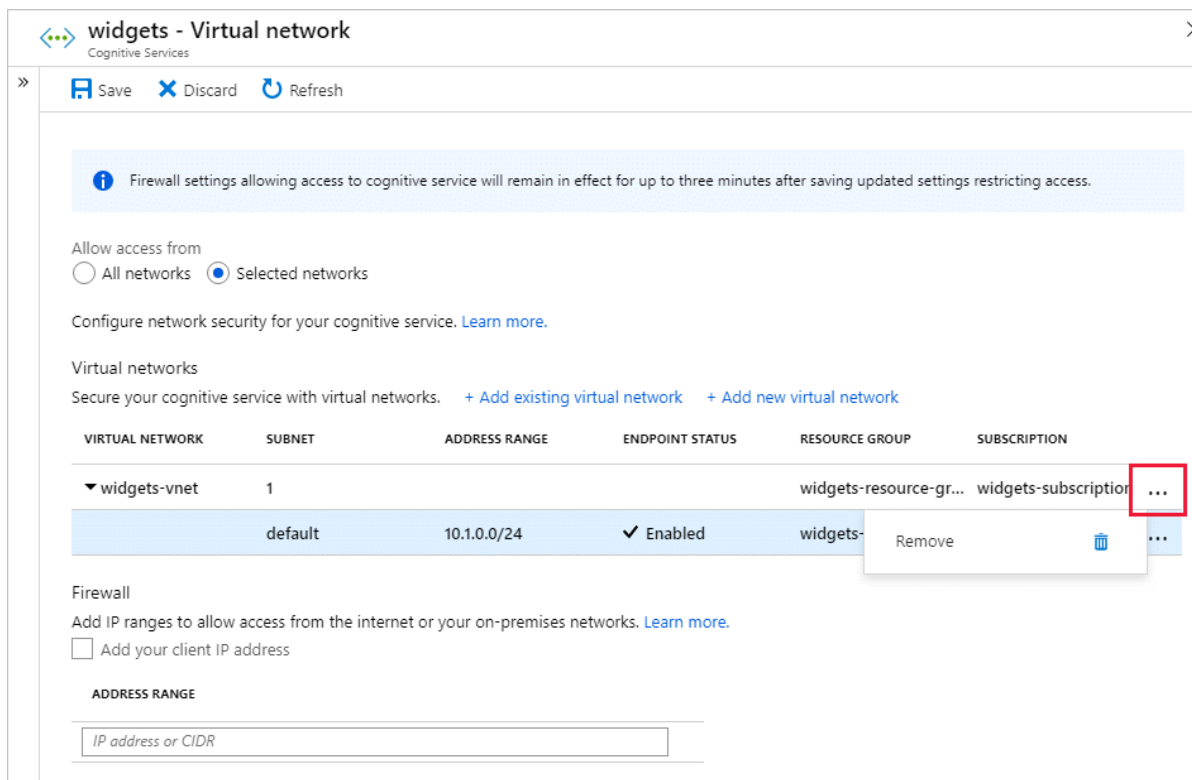 widgets - Virtual network
Cognitive Services
Save Discard Refresh
Firewall settings allowing access to cognitive service will remain in effect for up to three minutes after saving updated settings restricting access.
Allow access from
All networks Selected networks
Configure network security for your cognitive service. Learn more.
Virtual networks
Secure your cognitive service with virtual networks. + Add existing virtual network + Add new virtual network
VIRTUAL NETWORK SUBNET ADDRESS RANGE ENDPOINT STATUS RESOURCE GROUP SUBSCRIPTION
widgets-vnet 1 widgets-resource-gr... widgets-subscription ...
default 10.1.0.0/24 Enabled widgets- ...
Remove
Firewall
Add IP ranges to allow access from the internet or your on-premises networks. Learn more.
Add your client IP address
ADDRESS RANGE
IP address or CIDR